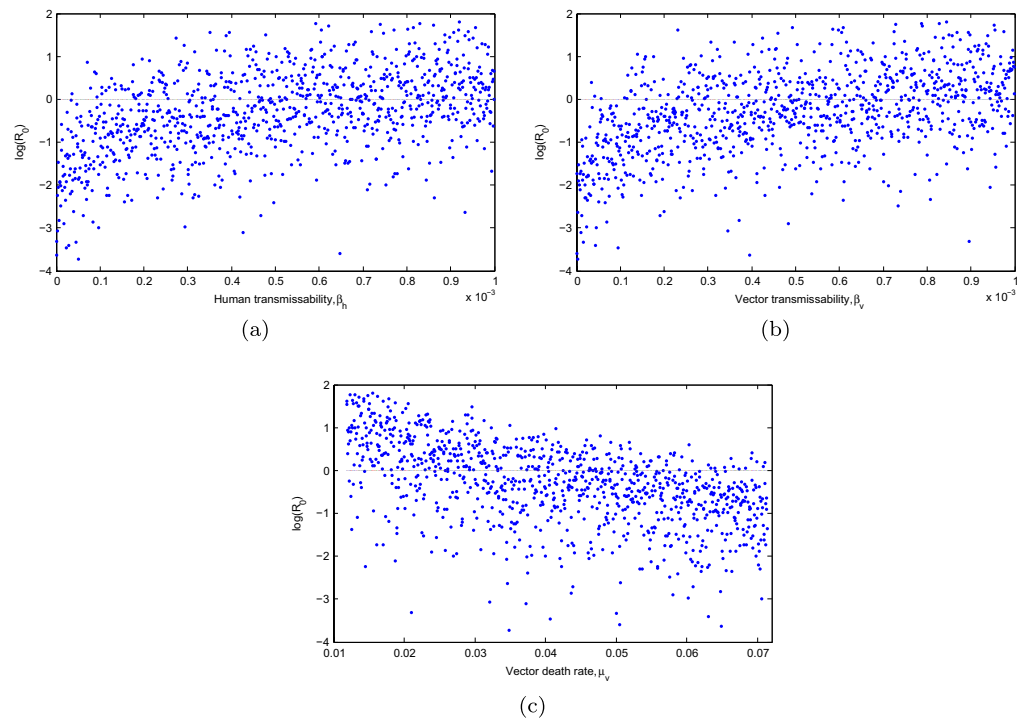 2
1
0
−1
−2
−3
−4
log(R0)
0 0.1 0.2 0.3 0.4 0.5 0.6 0.7 0.8 0.9 1
x 10−3
Human transmissability,βh
(a)
2
1
0
−1
−2
−3
−4
log(R0)
0 0.1 0.2 0.3 0.4 0.5 0.6 0.7 0.8 0.9 1
x 10−3
Vector transmissability,βv
(b)
2
1
0
−1
−2
−3
−4
log(R0)
0.01 0.02 0.03 0.04 0.05 0.06 0.07
Vector death rate,μv
(c)